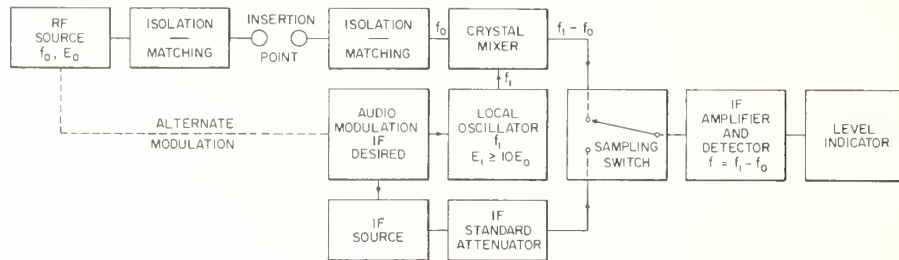 RF
SOURCE
f₀, E₀
ISOLATION
—
MATCHING
INSERTION
POINT
ISOLATION
—
MATCHING
f₀
CRYSTAL
MIXER
f₁ - f₀
f₁
ALTERNATE
MODULATION
AUDIO
MODULATION
IF
DESIRED
LOCAL
OSCILLATOR
f₁
E₁ ≥ 10E₀
SAMPLING
SWITCH
IF
AMPLIFIER
AND
DETECTOR
f = f₁ - f₀
LEVEL
INDICATOR
IF
SOURCE
IF
STANDARD
ATTENUATOR